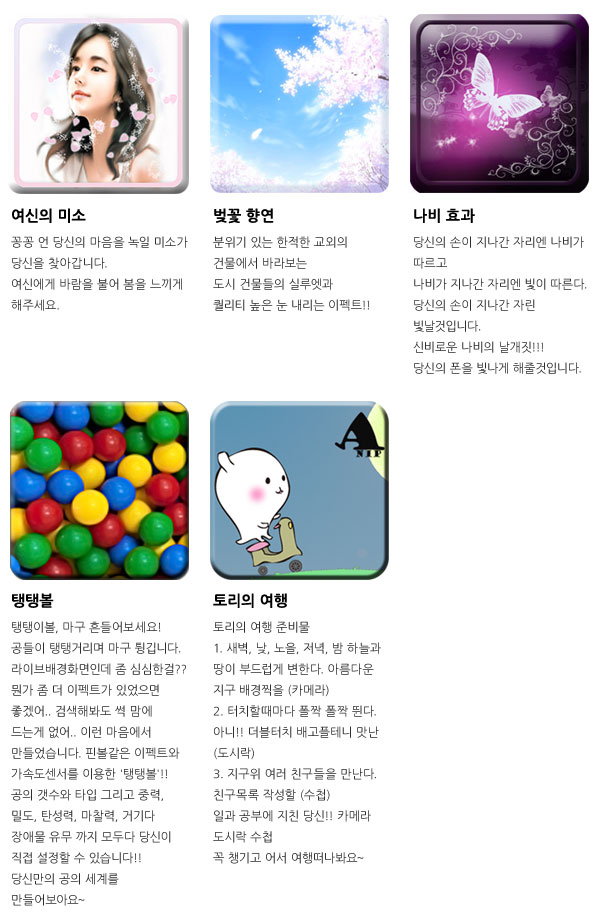 여신의 미소
꽁꽁 언 당신의 마음을 녹일 미소가
당신을 찾아갑니다.
여신에게 바람을 불어 봄을 느끼게
해주세요.
벚꽃 향연
분위기 있는 한적한 교외의
건물에서 바라보는
도시 건물들의 실루엣과
퀄리티 높은 눈 내리는 이펙트!!
나비 효과
당신의 손이 지나간 자리엔 나비가
따르고
나비가 지나간 자리엔 빛이 따른다.
당신의 손이 지나간 자린
빛날것입니다.
신비로운 나비의 날개짓!!!
당신의 폰을 빛나게 해줄것입니다.
탱탱볼
탱탱이볼, 마구 흔들어보세요!
공들이 탱탱거리며 마구 튕깁니다.
라이브배경화면인데 좀 심심한걸??
뭔가 좀 더 이펙트가 있었으면
좋겠어.. 검색해봐도 썩 맘에
드는게 없어.. 이런 마음에서
만들었습니다. 핀볼같은 이펙트와
가속도센서를 이용한 '탱탱볼'!!
공의 갯수와 타입 그리고 중력,
밀도, 탄성력, 마찰력, 거기다
장애물 유무 까지 모두다 당신이
직접 설정할 수 있습니다!!
당신만의 공의 세계를
만들어보아요~
A
NIF
토리의 여행
토리의 여행 준비물
1. 새벽, 낮, 노을, 저녁, 밤 하늘과
땅이 부드럽게 변한다. 아름다운
지구 배경찍을 (카메라)
2. 터치할때마다 폴짝 폴짝 뛴다.
아니!! 더블터치 배고플테니 맛난
(도시락)
3. 지구위 여러 친구들을 만난다.
친구목록 작성할 (수첩)
일과 공부에 지친 당신!! 카메라
도시락 수첩
꼭 챙기고 어서 여행떠나봐요~